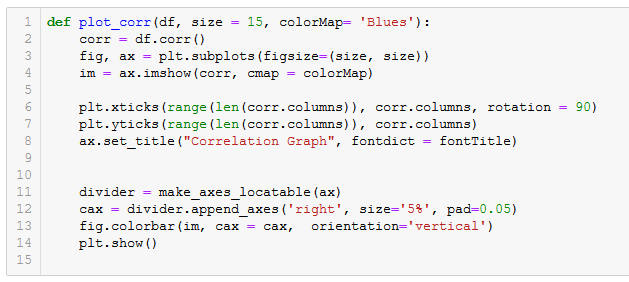 1 def plot_corr(df, size = 15, colorMap= 'Blues'):
2     corr = df.corr()
3     fig, ax = plt.subplots(figsize=(size, size))
4     im = ax.imshow(corr, cmap = colorMap)
5
6     plt.xticks(range(len(corr.columns)), corr.columns, rotation = 90)
7     plt.yticks(range(len(corr.columns)), corr.columns)
8     ax.set_title("Correlation Graph", fontdict = fontTitle)
9
10
11     divider = make_axes_locatable(ax)
12     cax = divider.append_axes('right', size='5%', pad=0.05)
13     fig.colorbar(im, cax = cax,  orientation='vertical')
14     plt.show()
15